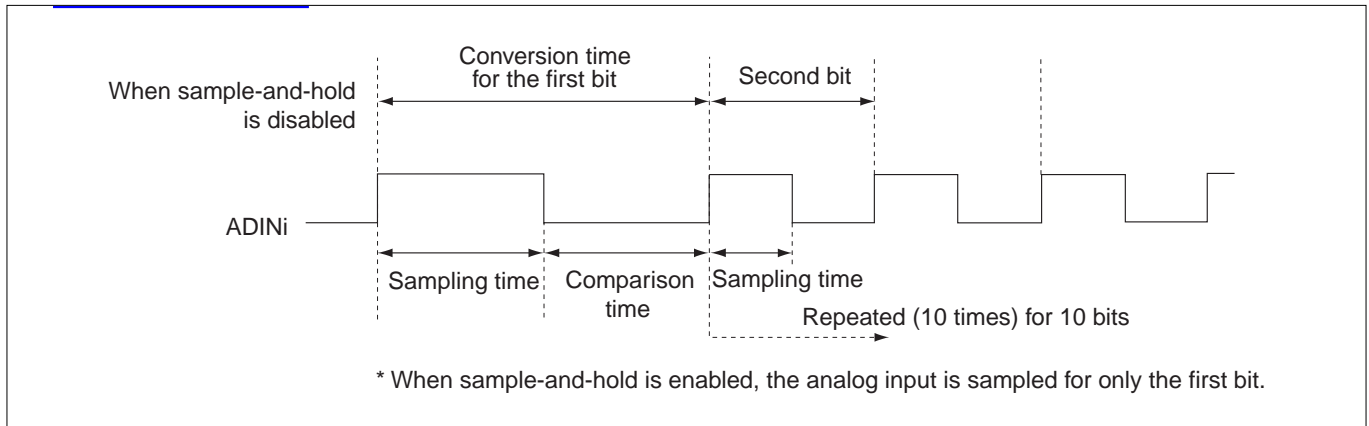 Conversion time
for the first bit
Second bit
When sample-and-hold
is disabled
ADINi
Sampling time
Comparison
time
Sampling time
Repeated (10 times) for 10 bits
* When sample-and-hold is enabled, the analog input is sampled for only the first bit.